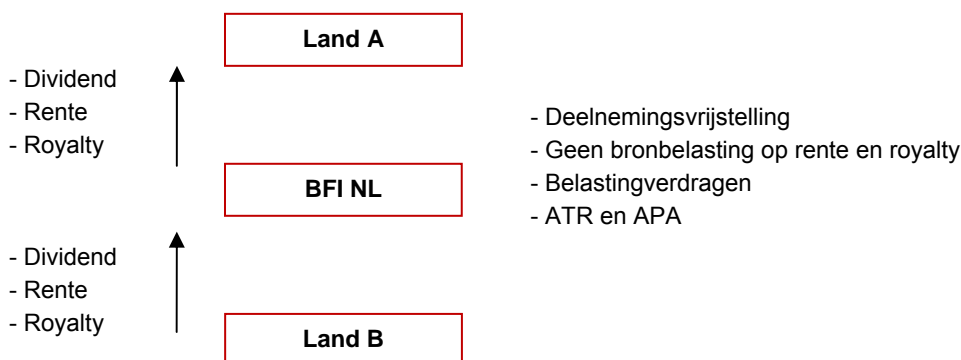 Land A
- Dividend
- Rente
- Royalty
- Deelnemingsvrijstelling
- Geen bronbelasting op rente en royalty
- Belastingverdragen
- ATR en APA
BFI NL
- Dividend
- Rente
- Royalty
Land B